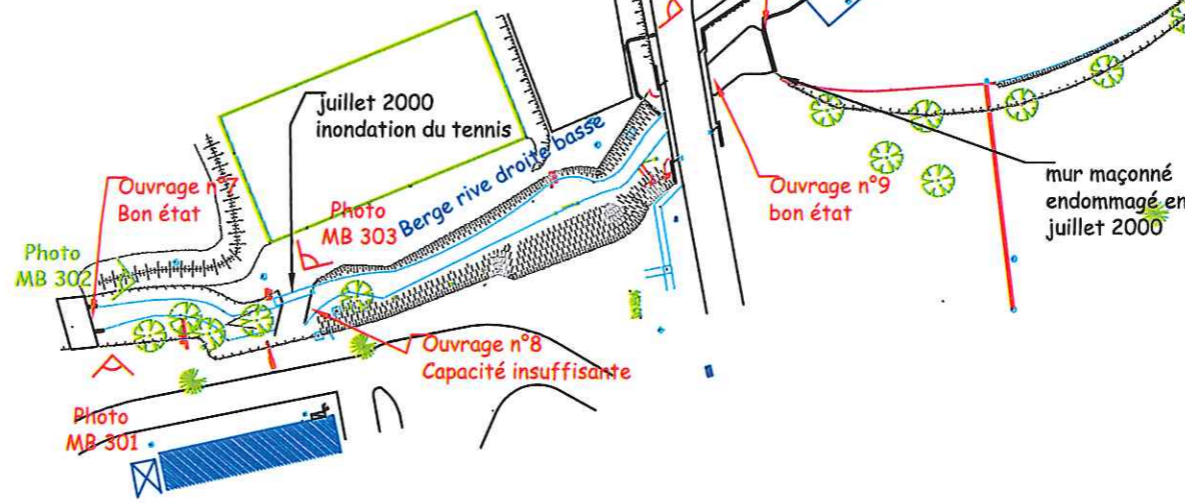 juillet 2000
inondation du tennis
Berge rive droite basse
Ouvrage n°7
Bon état
Photo
MB 303
Photo
MB 302
Ouvrage n°9
bon état
mur maçonné
endommagé en
juillet 2000
Ouvrage n°8
Capacité insuffisante
Photo
MB 301